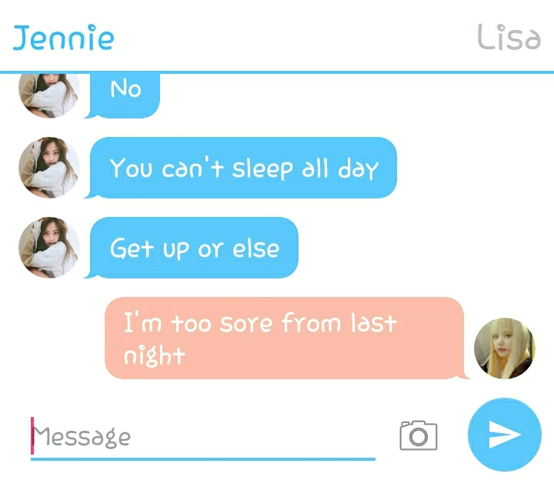 Jennie
Lisa
No
You can't sleep all day
Get up or else
I'm too sore from last
night
Message